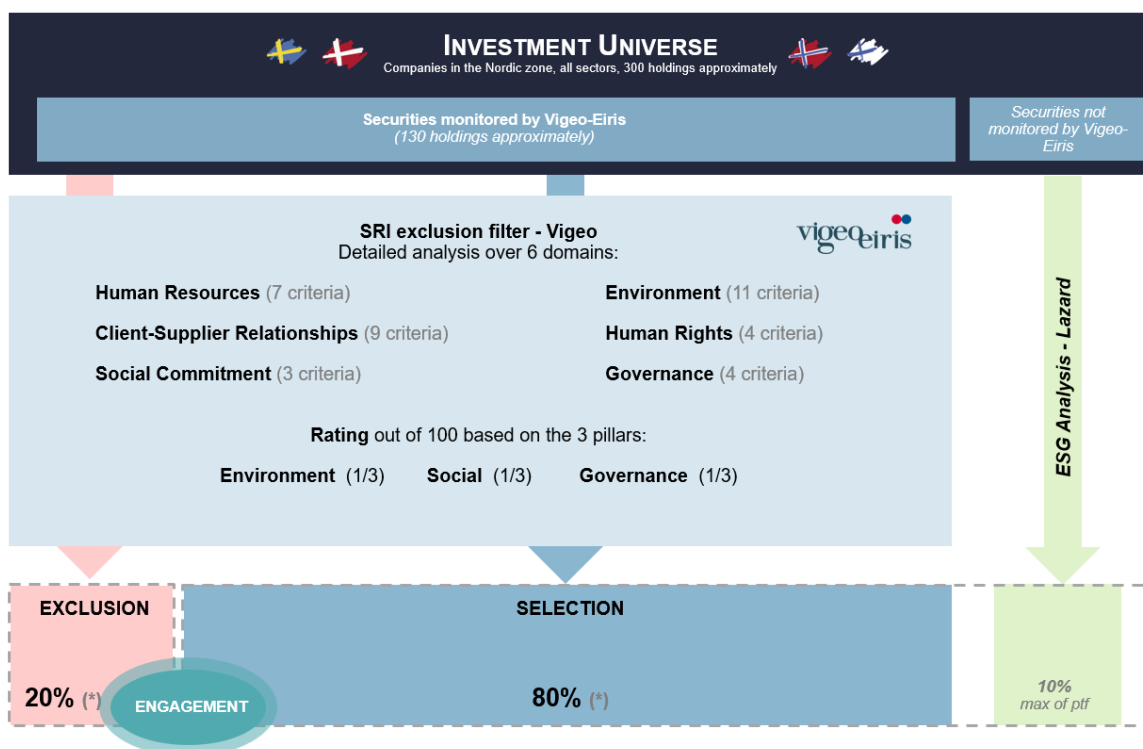 INVESTMENT UNIVERSE
Companies in the Nordic zone, all sectors, 300 holdings approximately
Securities monitored by Vigeo-Eiris
(130 holdings approximately)
Securities not
monitored by Vigeo-
Eiris
SRI exclusion filter - Vigeo
Detailed analysis over 6 domains:
vigeoeiris
Human Resources (7 criteria)
Environment (11 criteria)
Client-Supplier Relationships (9 criteria)
Human Rights (4 criteria)
Social Commitment (3 criteria)
Governance (4 criteria)
Rating out of 100 based on the 3 pillars:
Environment (1/3) Social (1/3) Governance (1/3)
ESG Analysis - Lazard
EXCLUSION
20% (*)
ENGAGEMENT
SELECTION
80% (*)
10%
max of ptf